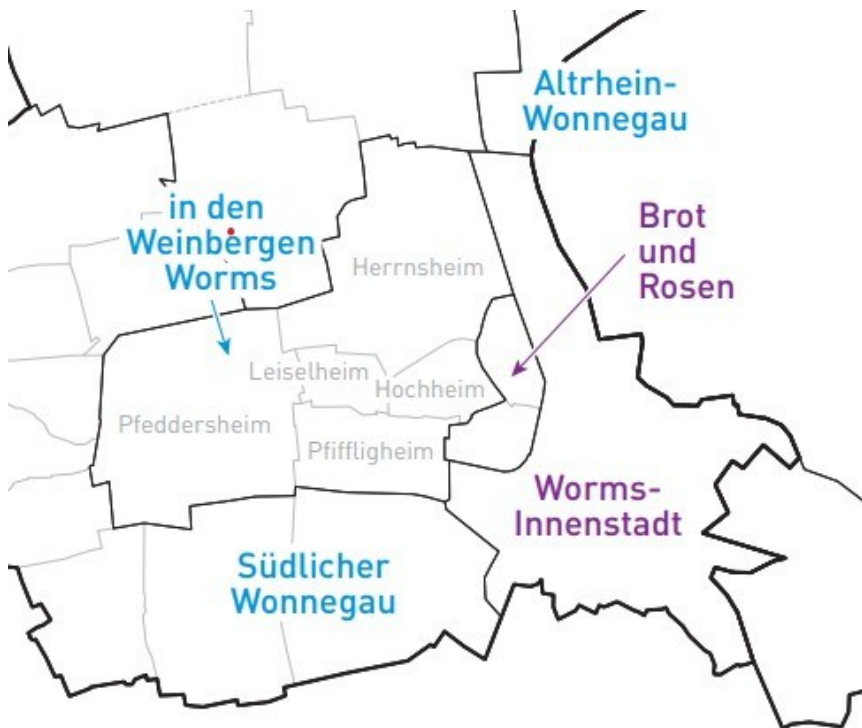 Altrhein-
Wonnegau
in den
Weinbergen
Worms
Brot
und
Rosen
Herrnsheim
Leiselheim
Hochheim
Pfeddersheim
Pfiffligheim
Worms-
Innenstadt
Südlicher
Wonnegau